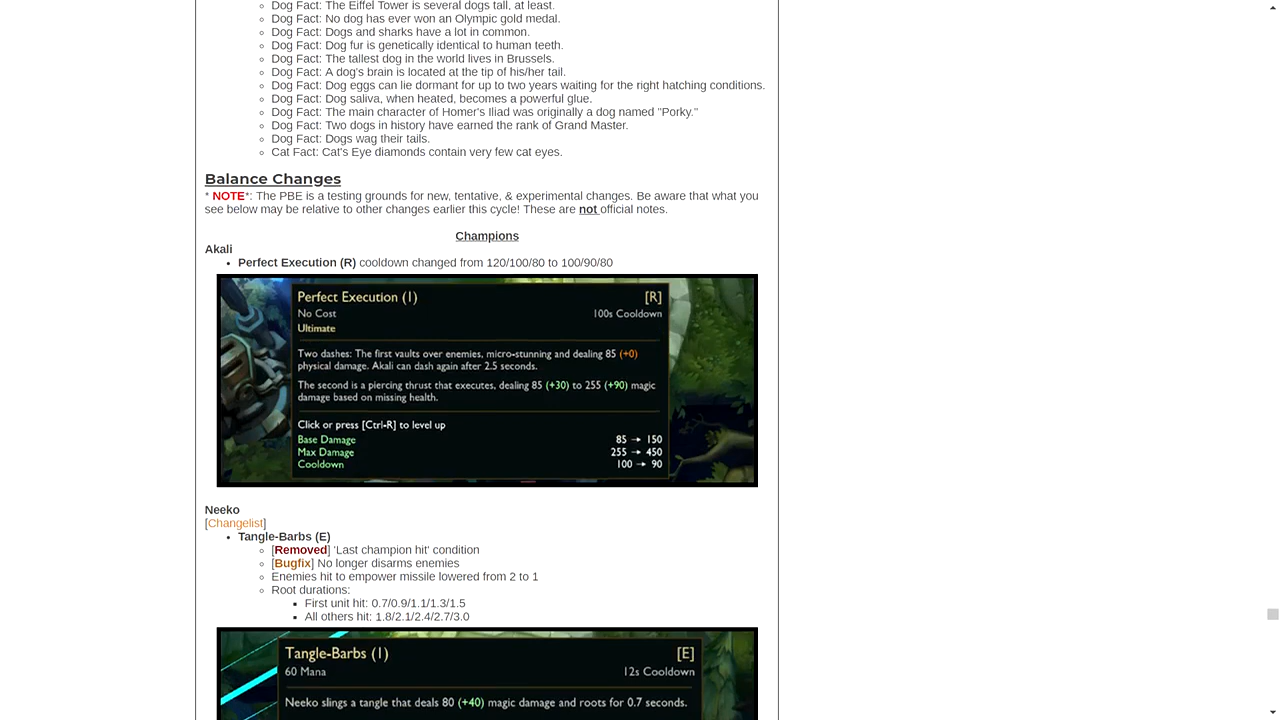 Dog Fact: The Eiffel Tower is several dogs tall, at least.
Dog Fact: No dog has ever won an Olympic gold medal.
Dog Fact: Dogs and sharks have a lot in common.
Dog Fact: Dog fur is genetically identical to human teeth.
Dog Fact: The tallest dog in the world lives in Brussels.
Dog Fact: A dog's brain is located at the tip of his/her tail.
Dog Fact: Dog eggs can lie dormant for up to two years waiting for the right hatching conditions.
Dog Fact: Dog saliva, when heated, becomes a powerful glue.
Dog Fact: The main character of Homer's Iliad was originally a dog named "Porky."
Dog Fact: Two dogs in history have earned the rank of Grand Master.
Dog Fact: Dogs wag their tails.
Cat Fact: Cat's Eye diamonds contain very few cat eyes.
Balance Changes
* NOTE*: The PBE is a testing grounds for new, tentative, & experimental changes. Be aware that what you
see below may be relative to other changes earlier this cycle! These are not official notes.
Champions
Akali
Perfect Execution (R) cooldown changed from 120/100/80 to 100/90/80
Perfect Execution (1) [R]
No Cost 100s Cooldown
Ultimate
Two dashes: The first vaults over enemies, micro-stunning and dealing 85 (+0)
physical damage. Akali can dash again after 2.5 seconds.
The second is a piercing thrust that executes, dealing 85 (+30) to 255 (+90) magic
damage based on missing health.
Click or press [Ctrl-R] to level up
Base Damage 85 → 150
Max Damage 255 → 450
Cooldown 100 → 90
Neeko
[Changelist]
Tangle-Barbs (E)
[Removed] 'Last champion hit' condition
[Bugfix] No longer disarms enemies
Enemies hit to empower missile lowered from 2 to 1
Root durations:
First unit hit: 0.7/0.9/1.1/1.3/1.5
All others hit: 1.8/2.1/2.4/2.7/3.0
Tangle-Barbs (1) [E]
60 Mana 12s Cooldown
Neeko slings a tangle that deals 80 (+40) magic damage and roots for 0.7 seconds.